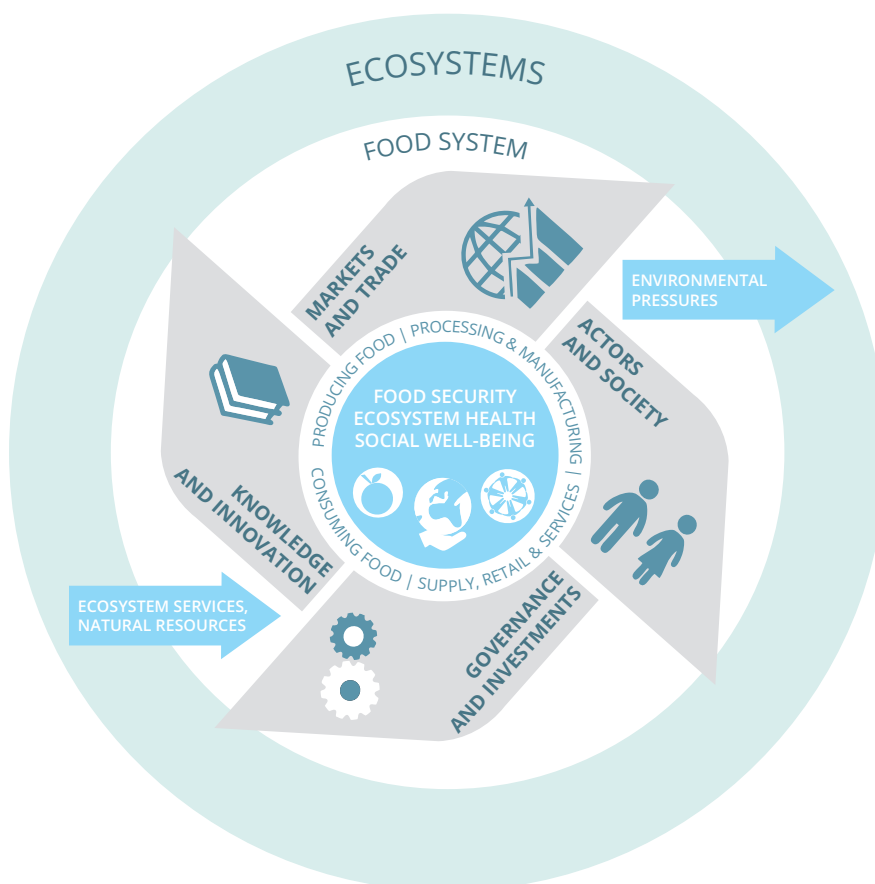 ECOSYSTEMS
FOOD SYSTEM
MARKETS
AND TRADE
ENVIRONMENTAL
PRESSURES
ACTORS
AND SOCIETY
PRODUCING FOOD | PROCESSING & MANUFACTURING |
SUPPLY, RETAIL & SERVICES
CONSUMING FOOD |
FOOD SECURITY
ECOSYSTEM HEALTH
SOCIAL WELL-BEING
KNOWLEDGE
AND INNOVATION
GOVERNANCE
AND INVESTMENTS
ECOSYSTEM SERVICES,
NATURAL RESOURCES